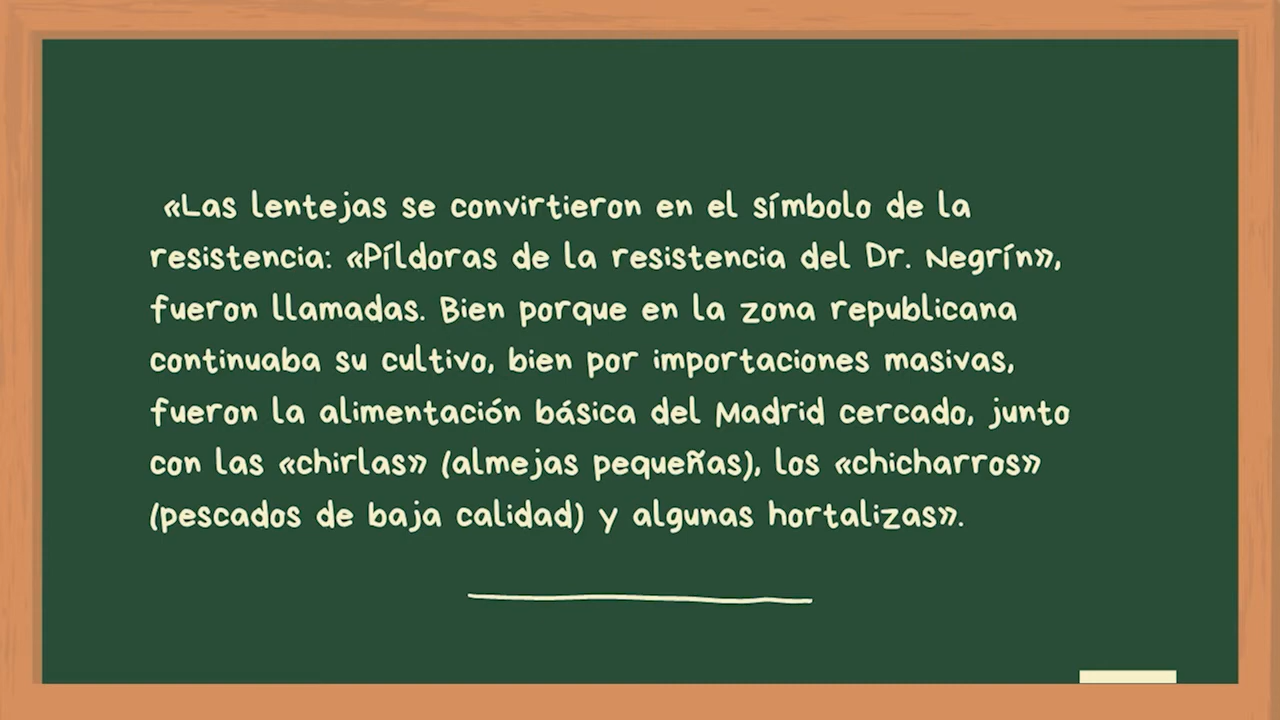 «Las lentejas se convirtieron en el símbolo de la
resistencia: «Píldoras de la resistencia del Dr. Negrín»,
fueron llamadas. Bien porque en la zona republicana
continuaba su cultivo, bien por importaciones masivas,
fueron la alimentación básica del Madrid cercado, junto
con las «chirlas» (almejas pequeñas), los «chicharros»
(pescados de baja calidad) y algunas hortalizas».